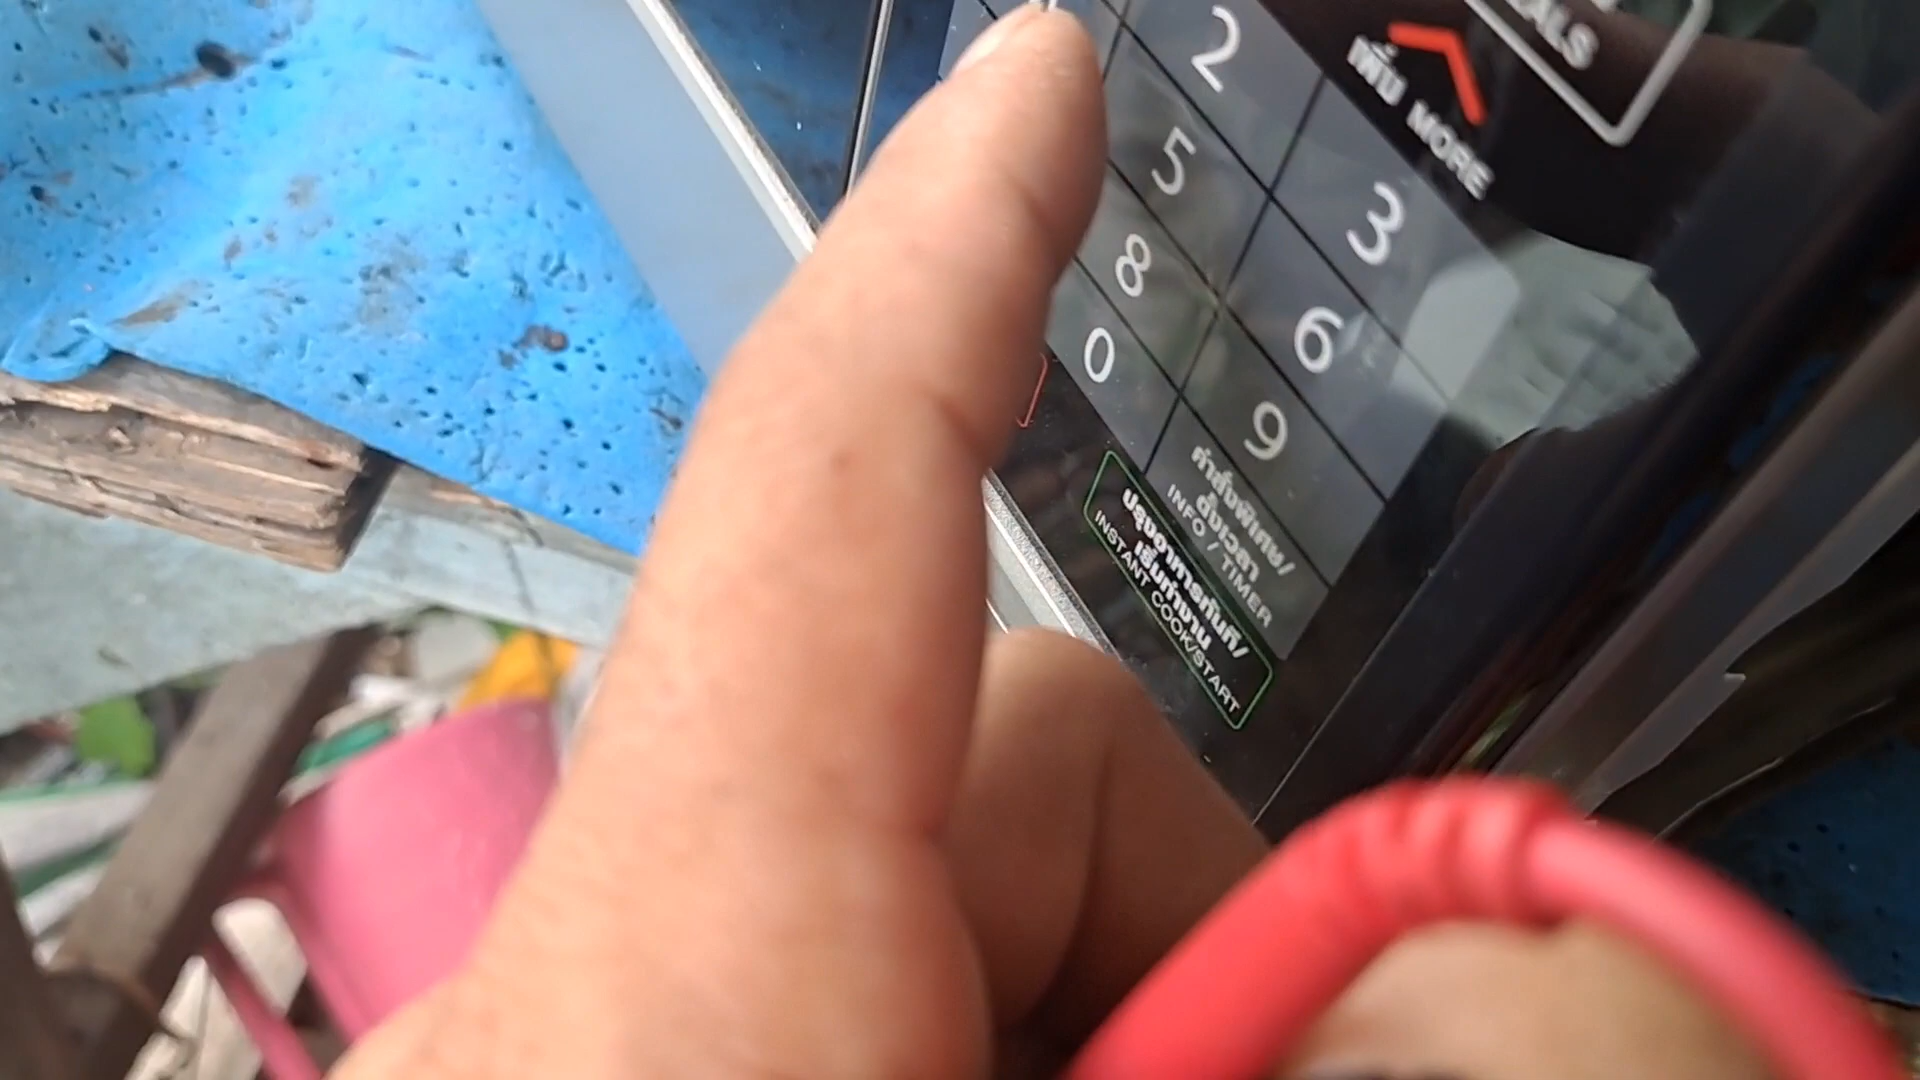 ALS
เพิ่ม MORE
2
3
5
6
8
9
0
คำสั่งพิเศษ/
ตั้งเวลา
INFO / TIMER
ปรุงอาหารทันที/
เริ่มทำงาน
INSTANT COOK/START